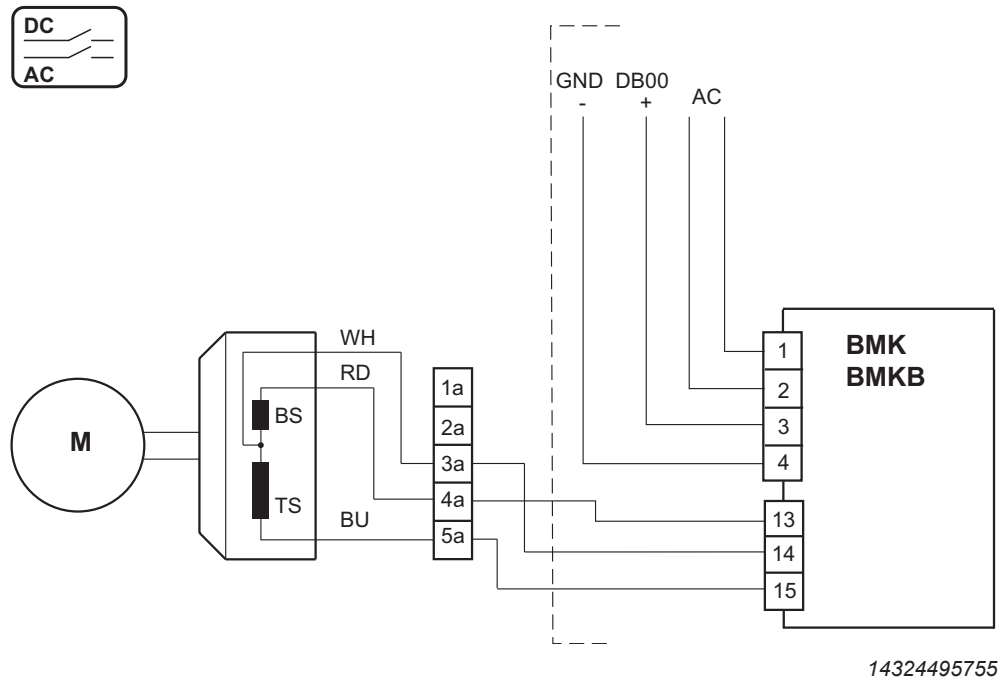 DC
AC
GND DB00 AC
- +
WH
RD
BS
TS
BU
M
1a
2a
3a
4a
5a
1
2
3
4
13
14
15
BMK
BMKB
14324495755